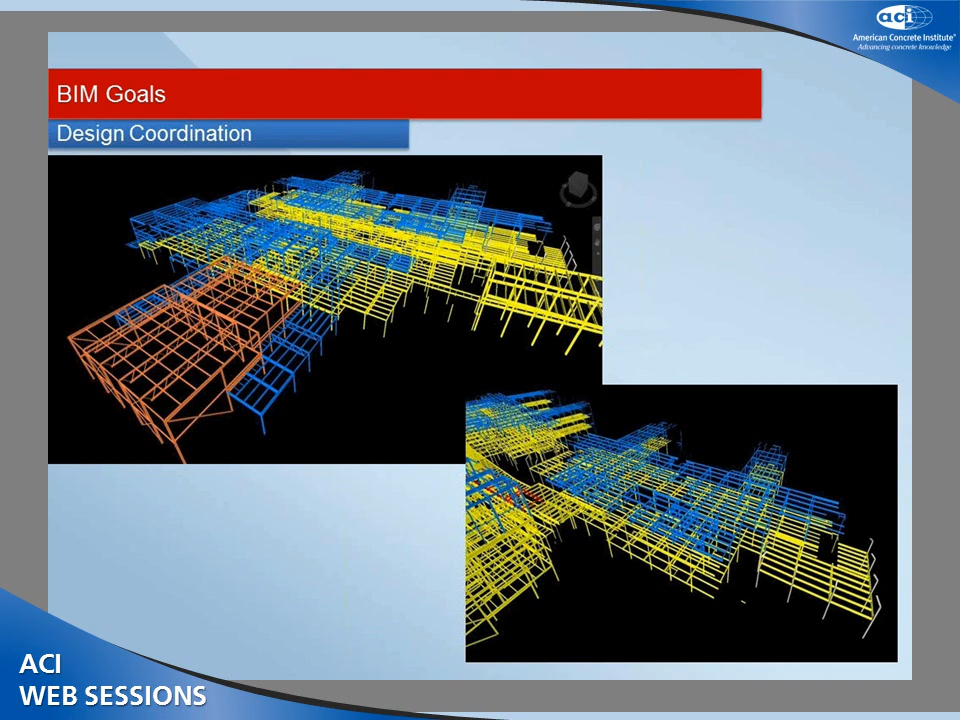 aci
American Concrete Institute®
Advancing concrete knowledge
BIM Goals
Design Coordination
ACI
WEB SESSIONS